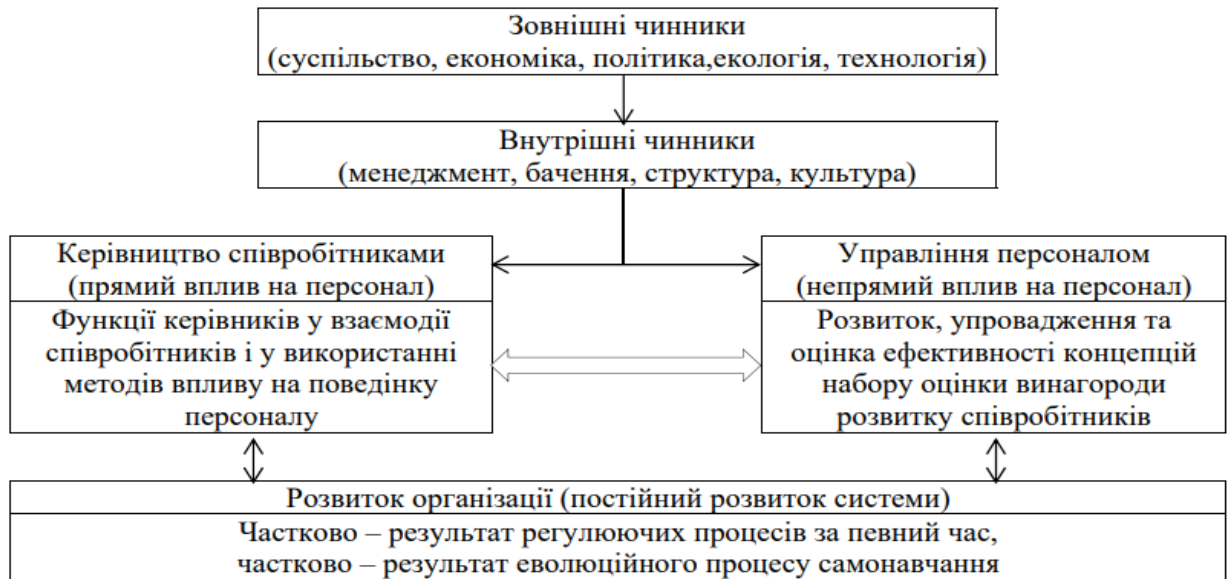 Зовнішні чинники
(суспільство, економіка, політика,екологія, технологія)
Внутрішні чинники
(менеджмент, бачення, структура, культура)
Керівництво співробітниками
(прямий вплив на персонал)
Функції керівників у взаємодії
співробітників і у використанні
методів впливу на поведінку
персоналу
Управління персоналом
(непрямий вплив на персонал)
Розвиток, упровадження та
оцінка ефективності концепцій
набору оцінки винагороди
розвитку співробітників
Розвиток організації (постійний розвиток системи)
Частково – результат регулюючих процесів за певний час,
частково – результат еволюційного процесу самонавчання